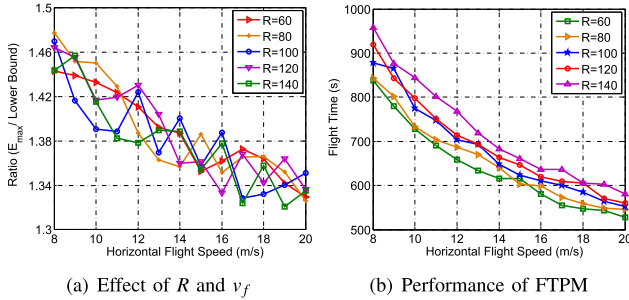 Ratio (E_max / Lower Bound)
1.5
1.46
1.42
1.38
1.34
1.3
8
10
12
14
16
18
20
Horizontal Flight Speed (m/s)
R=60
R=80
R=100
R=120
R=140
(a) Effect of R and v_f
Flight Time (s)
1000
900
800
700
600
500
8
10
12
14
16
18
20
Horizontal Flight Speed (m/s)
R=60
R=80
R=100
R=120
R=140
(b) Performance of FTPM